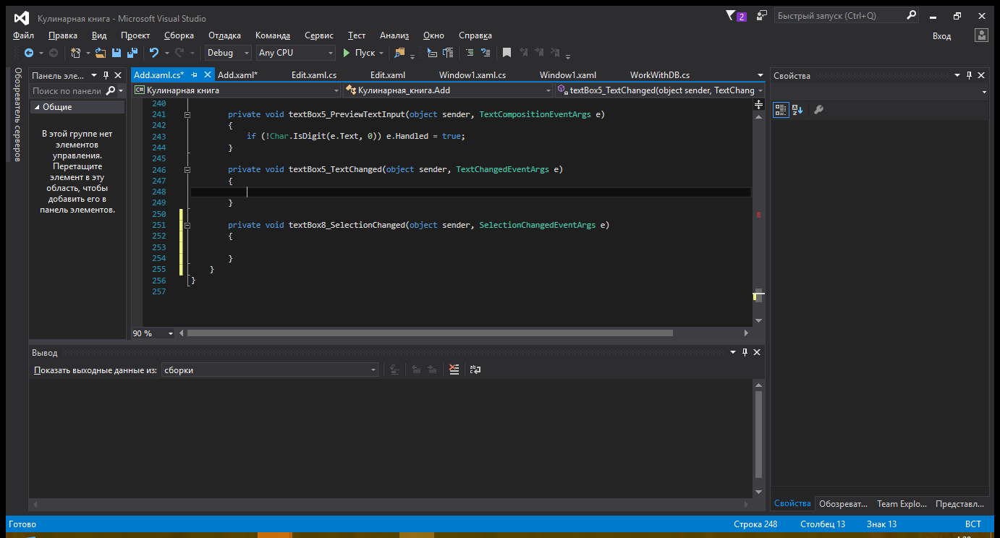 Кулинарная книга - Microsoft Visual Studio
2
Быстрый запуск (Ctrl+Q)
Файл Правка Вид Проект Сборка Отладка Команда Сервис Тест Анализ Окно Справка
Вход
Debug Any CPU Пуск
Обозреватель серверов
Панель эле...
Поиск по панели
Общие
В этой группе нет
элементов
управления.
Перетащите
элемент в эту
область, чтобы
добавить его в
панель элементов.
Add.xaml.cs* Add.xaml* Edit.xaml.cs Edit.xaml Window1.xaml.cs Window1.xaml WorkWithDB.cs
C# Кулинарная книга Кулинарная_книга.Add textBox5_TextChanged(object sender, TextChang
240
241 private void textBox5_PreviewTextInput(object sender, TextCompositionEventArgs e)
242 {
243 if (!Char.IsDigit(e.Text, 0)) e.Handled = true;
244 }
245
246 private void textBox5_TextChanged(object sender, TextChangedEventArgs e)
247 {
248
249 }
250
251 private void textBox8_SelectionChanged(object sender, SelectionChangedEventArgs e)
252 {
253
254 }
255 }
256 }
257
90 %
Вывод
Показать выходные данные из: сборки
Свойства
Свойства Обозреват... Team Explo... Представл...
Готово Строка 248 Столбец 13 Знак 13 ВСТ